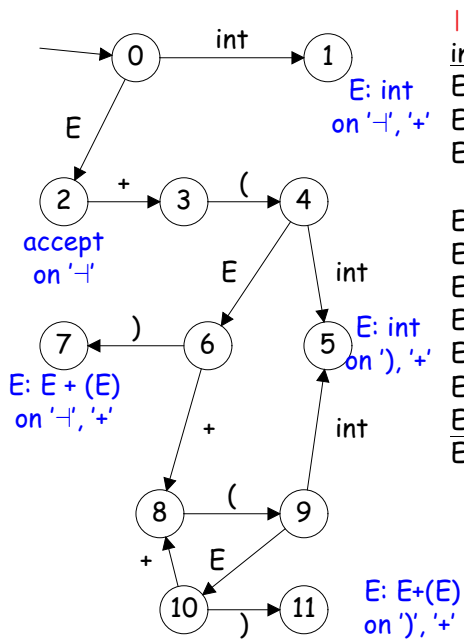 int
0
1
E: int
on '⊣', '+'
E
+
(
2
3
4
accept
on '⊣'
E
int
)
7
6
5
E: int
on '), '+'
E: E + (E)
on '⊣', '+'
+
int
(
8
9
+
E
10
)
11
E: E+(E)
on ')', '+'
|
E
E
E
E
E
E
E
E
E
E
E